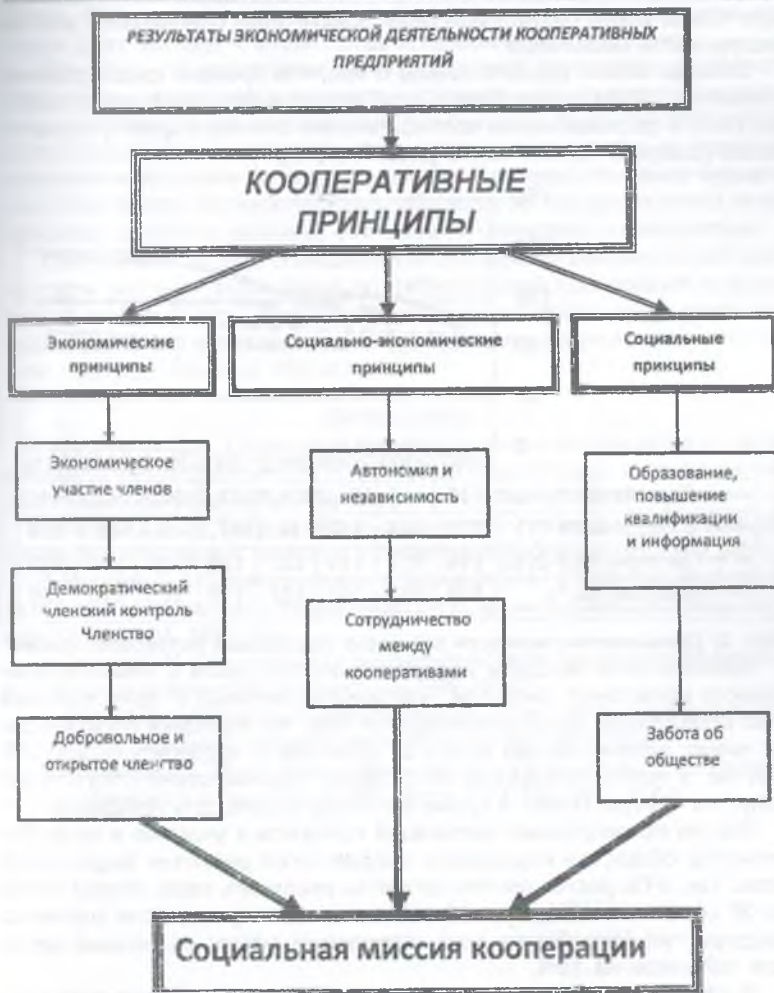 РЕЗУЛЬТАТЫ ЭКОНОМИЧЕСКОЙ ДЕЯТЕЛЬНОСТИ КООПЕРАТИВНЫХ
ПРЕДПРИЯТИЙ
КООПЕРАТИВНЫЕ
ПРИНЦИПЫ
Экономические
принципы
Социально-экономические
принципы
Социальные
принципы
Экономическое
участие членов
Автономия и
независимость
Образование,
повышение
квалификации
и информация
Демократический
членский контроль
Членство
Сотрудничество
между
кооперативами
Добровольное и
открытое членство
Забота об
обществе
Социальная миссия кооперации